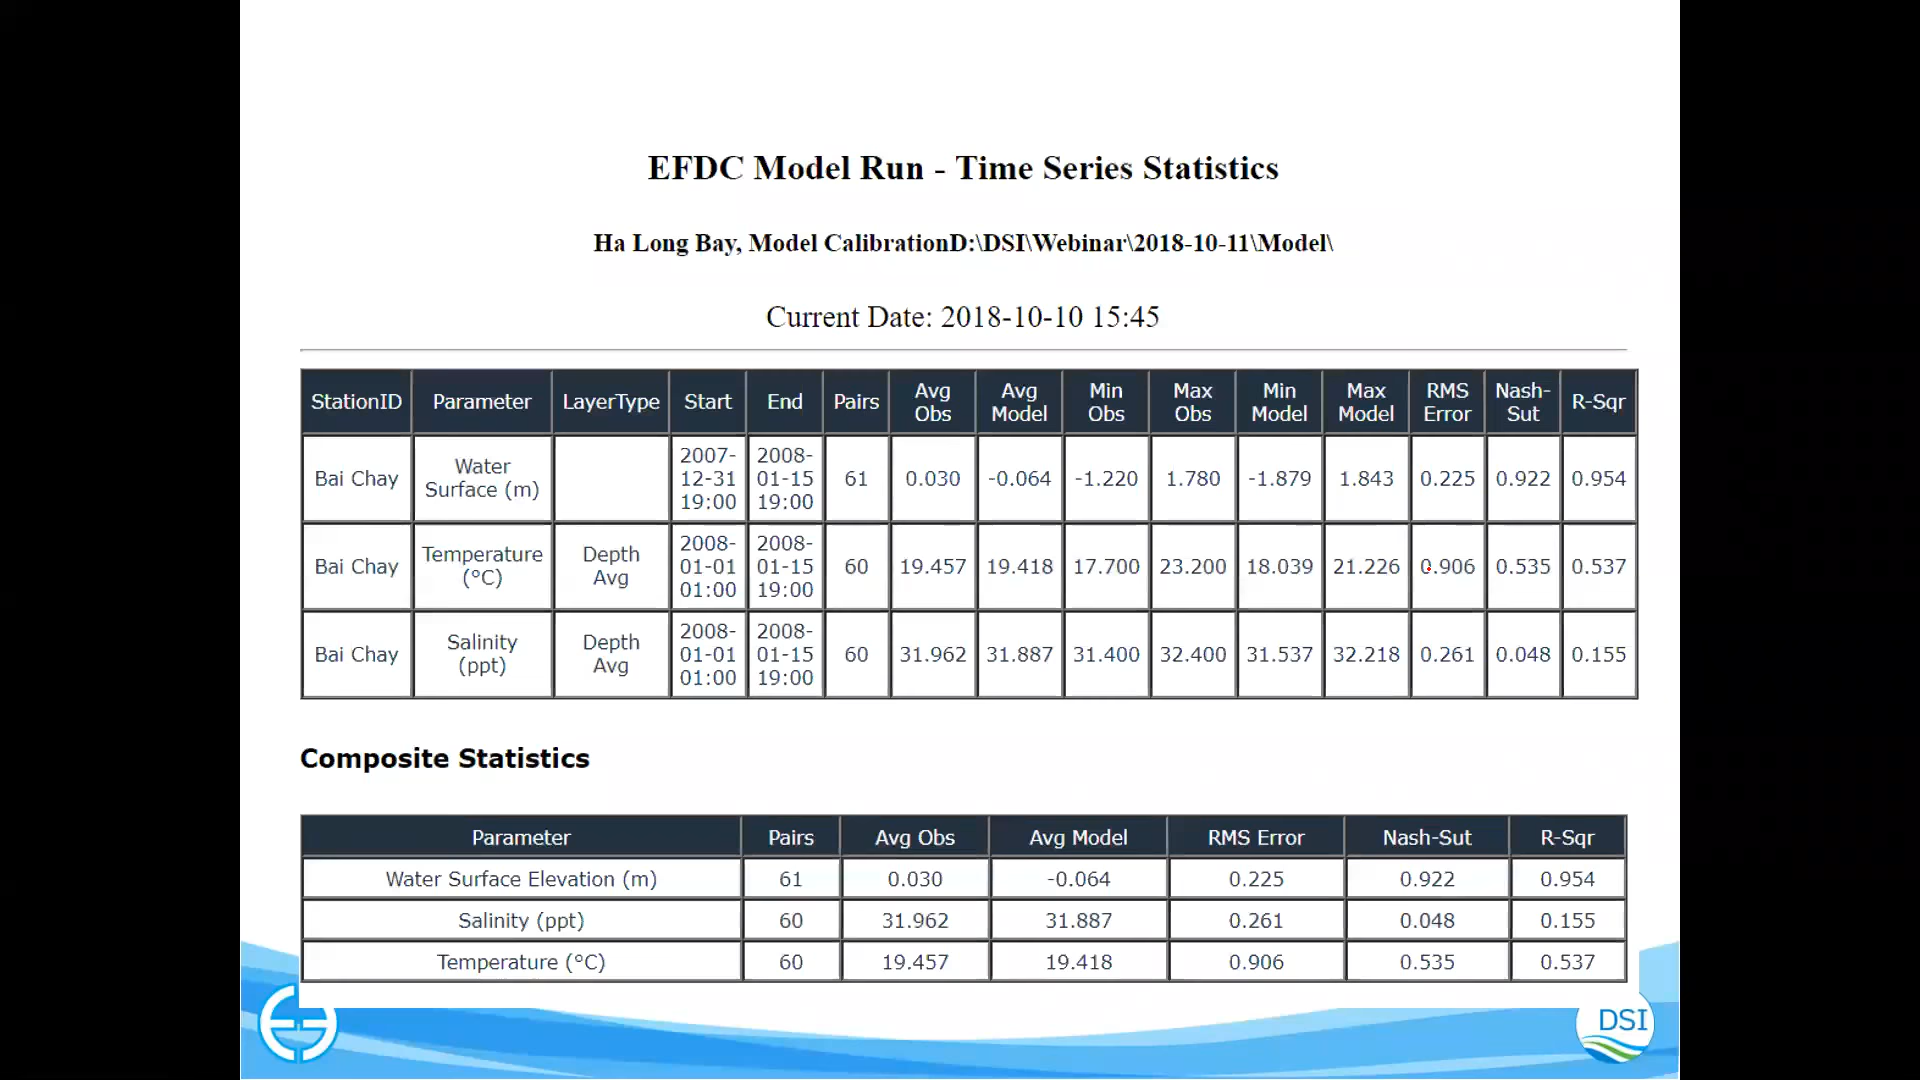 EFDC Model Run - Time Series Statistics
Ha Long Bay, Model CalibrationD:\DSI\Webinar\2018-10-11\Model\
Current Date: 2018-10-10 15:45
StationID Parameter LayerType Start End Pairs Avg Obs Avg Model Min Obs Max Obs Min Model Max Model RMS Error Nash-Sut R-Sqr
Bai Chay Water Surface (m) 2007-12-31 19:00 2008-01-15 19:00 61 0.030 -0.064 -1.220 1.780 -1.879 1.843 0.225 0.922 0.954
Bai Chay Temperature (°C) Depth Avg 2008-01-01 01:00 2008-01-15 19:00 60 19.457 19.418 17.700 23.200 18.039 21.226 0.906 0.535 0.537
Bai Chay Salinity (ppt) Depth Avg 2008-01-01 01:00 2008-01-15 19:00 60 31.962 31.887 31.400 32.400 31.537 32.218 0.261 0.048 0.155
Composite Statistics
Parameter Pairs Avg Obs Avg Model RMS Error Nash-Sut R-Sqr
Water Surface Elevation (m) 61 0.030 -0.064 0.225 0.922 0.954
Salinity (ppt) 60 31.962 31.887 0.261 0.048 0.155
Temperature (°C) 60 19.457 19.418 0.906 0.535 0.537
DSI